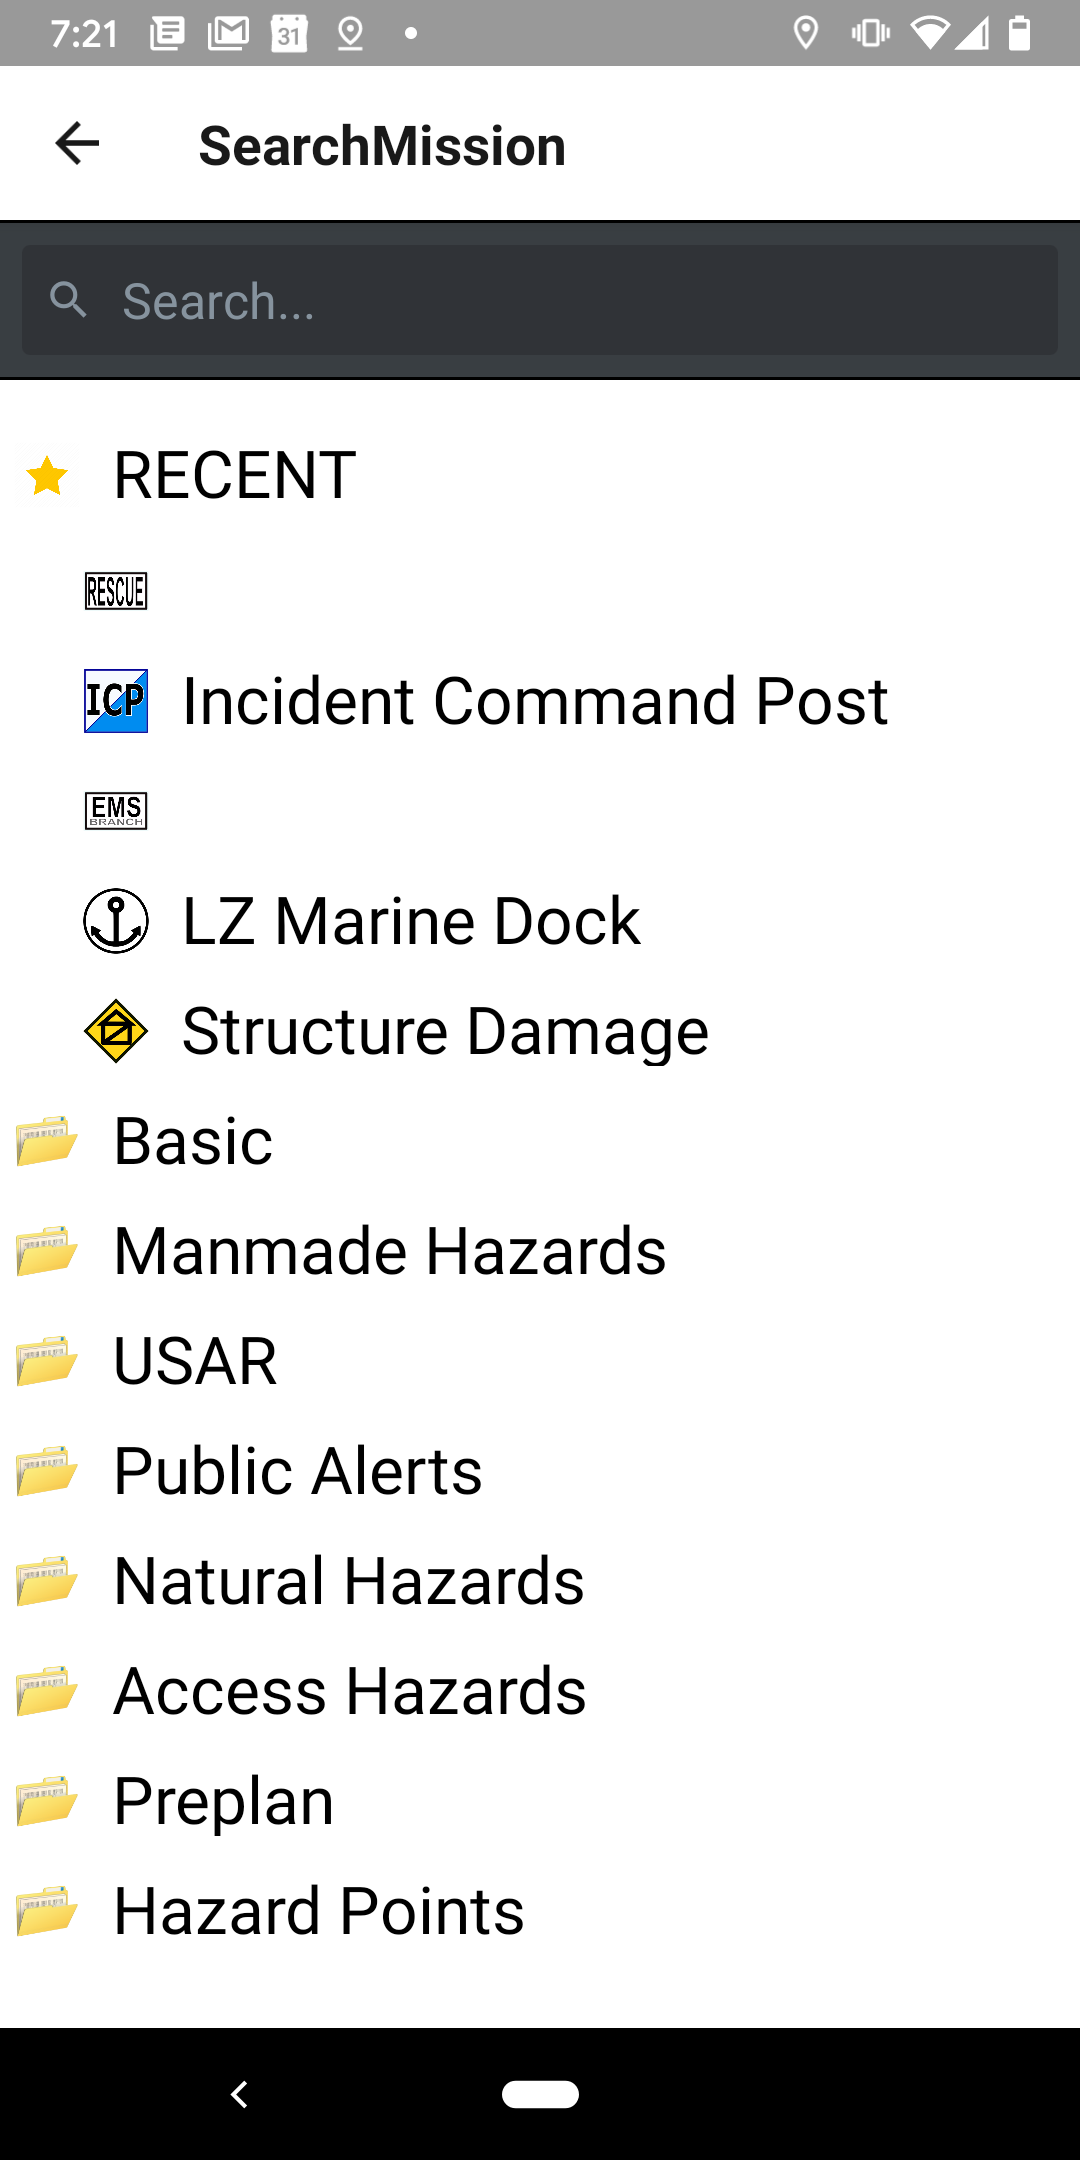 7:21
31
SearchMission
Search...
RECENT
RESCUE
ICP Incident Command Post
EMS
BRANCH
LZ Marine Dock
Structure Damage
Basic
Manmade Hazards
USAR
Public Alerts
Natural Hazards
Access Hazards
Preplan
Hazard Points